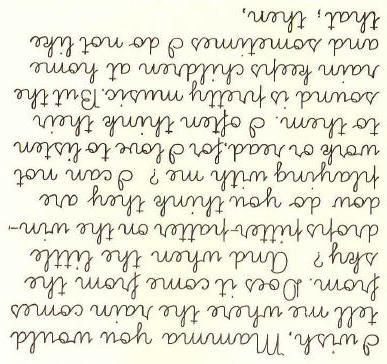 I wish, Mamma you would
tell me where the rain comes
from. Does it come from the
sky? And when the little
drops pitter-patter on the win-
dow do you think they are
playing with me? I can not
work or read, for I love to listen
to them. I often think their
sound is pretty music. But the
rain keeps children at home
and sometimes I do not like
that; then,